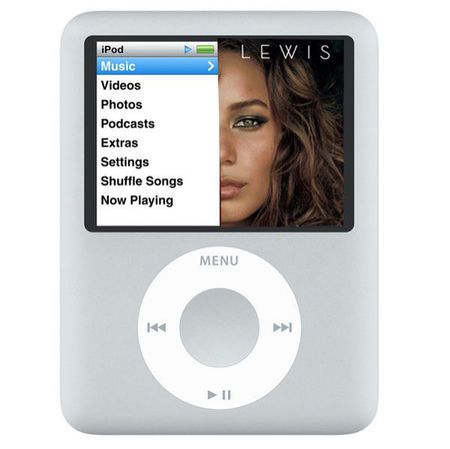 iPod
LEWIS
Music
Videos
Photos
Podcasts
Extras
Settings
Shuffle Songs
Now Playing
MENU